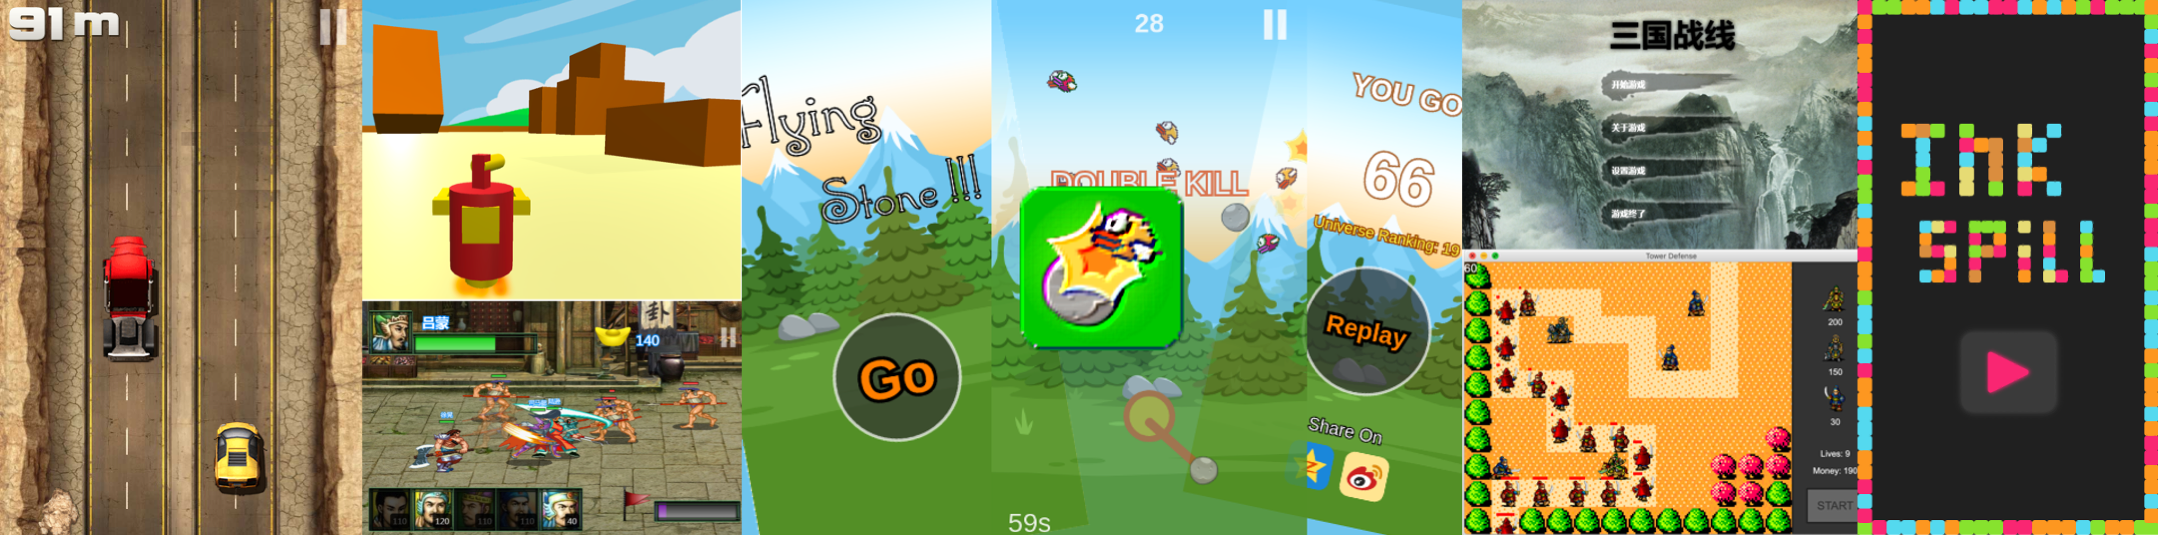 91m
吕蒙
140
110
120
110
110
40
Flying
Stone !!!
Go
28
DOUBLE KILL
59s
YOU GO
66
Universe Ranking: 19
Replay
Share On
三国战线
开始游戏
关于游戏
设置游戏
游戏终了
Tower Defense
60
200
150
30
Lives: 9
Money: 190
START
INK
SPILL